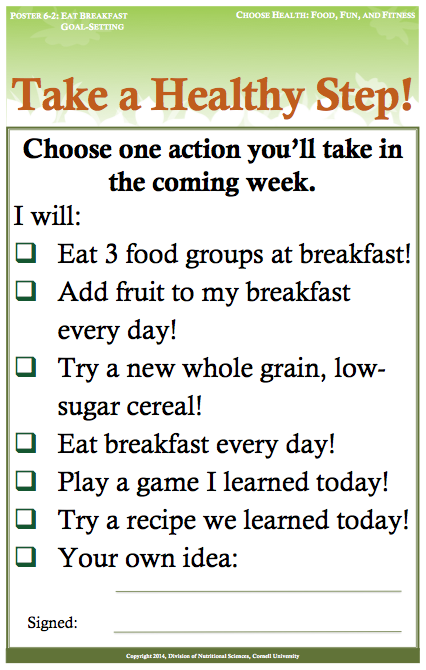 POSTER 6-2: EAT BREAKFAST
GOAL-SETTING
CHOOSE HEALTH: FOOD, FUN, AND FITNESS
Take a Healthy Step!
Choose one action you’ll take in
the coming week.
I will:
Eat 3 food groups at breakfast!
Add fruit to my breakfast
every day!
Try a new whole grain, low-
sugar cereal!
Eat breakfast every day!
Play a game I learned today!
Try a recipe we learned today!
Your own idea:
Signed:
Copyright 2014, Division of Nutritional Sciences, Cornell University